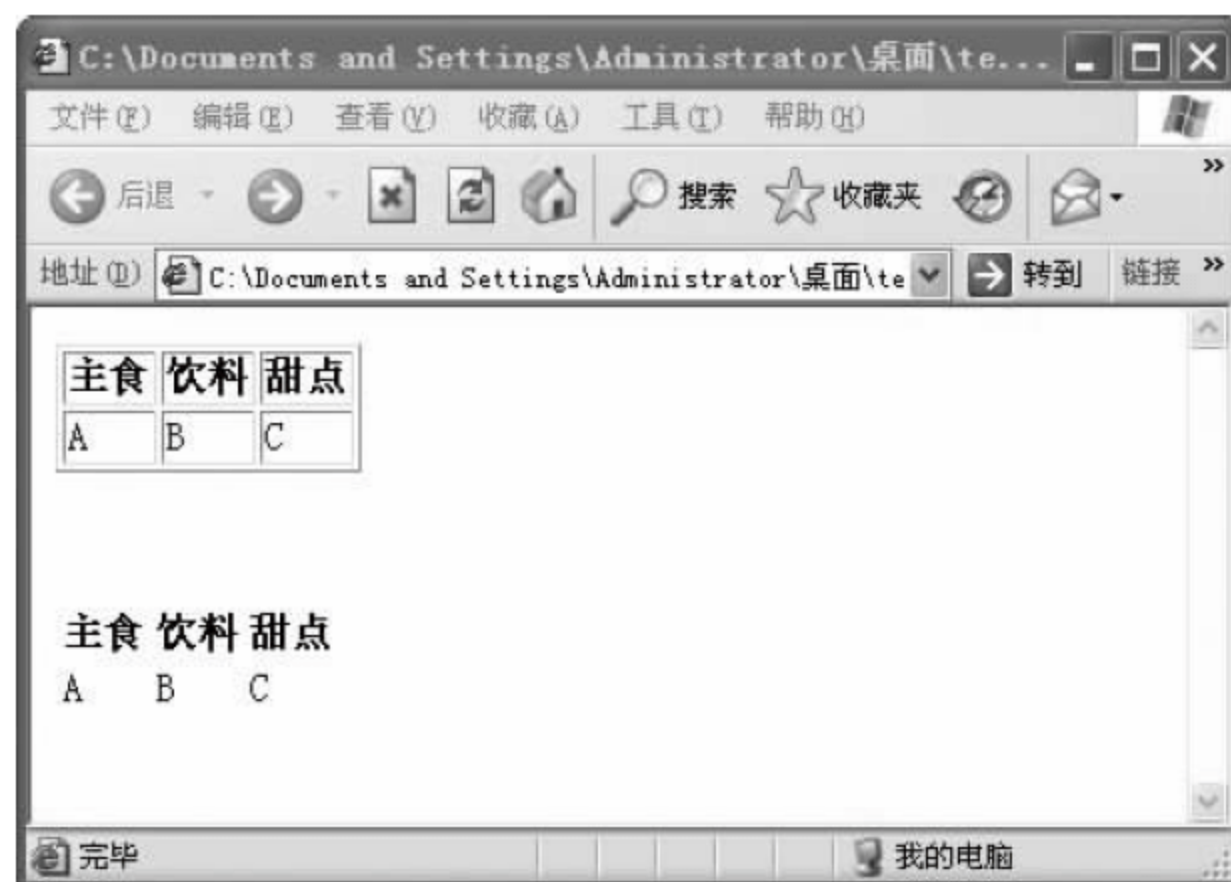 C:\Documents and Settings\Administrator\桌面\te...
文件(F) 编辑(E) 查看(V) 收藏(A) 工具(T) 帮助(H)
后退 搜索 收藏夹 »
地址(D) C:\Documents and Settings\Administrator\桌面\te 转到 链接 »
主食 饮料 甜点
A B C
主食 饮料 甜点
A B C
完毕 我的电脑